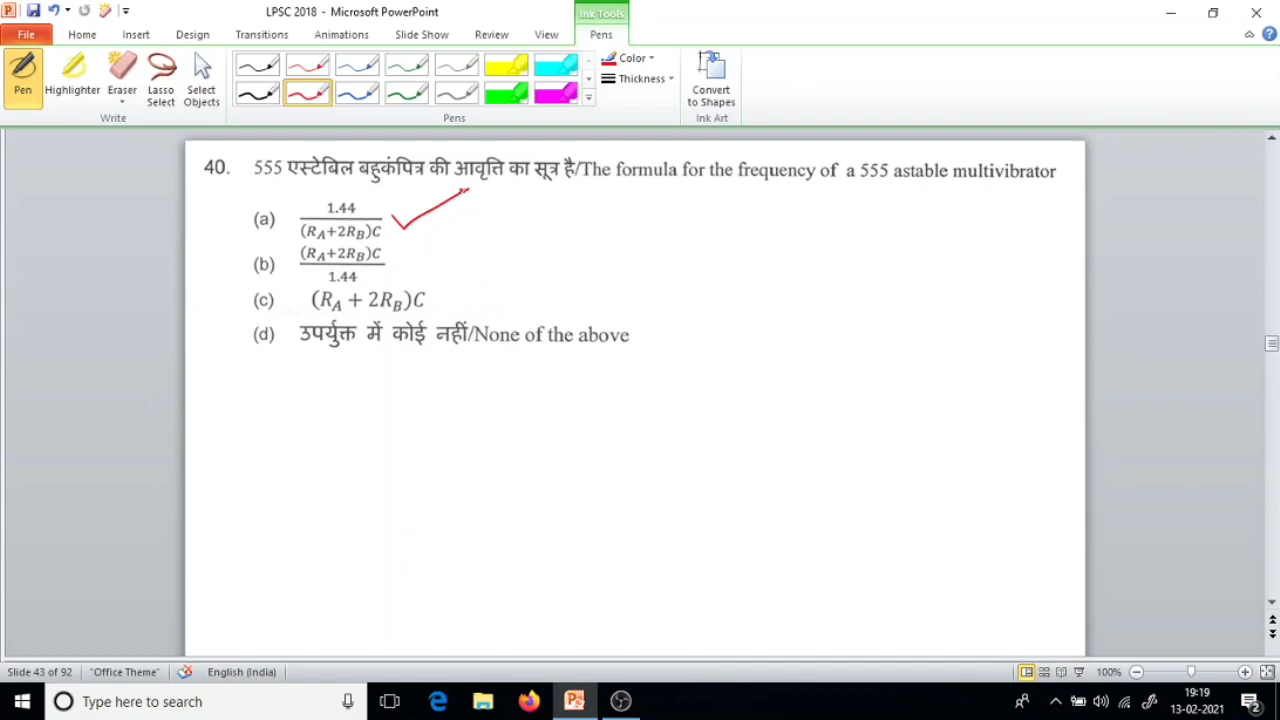 LPSC 2018 - Microsoft PowerPoint
Ink Tools
File Home Insert Design Transitions Animations Slide Show Review View Pens
Pen Highlighter Eraser Lasso Select Select Objects
Color
Thickness
Convert to Shapes
Write Pens Ink Art
40. 555 एस्टेबिल बहुकंपित्र की आवृत्ति का सूत्र है/The formula for the frequency of a 555 astable multivibrator
(a) 1.44/(R_A+2R_B)C
(b) (R_A+2R_B)C/1.44
(c) (R_A + 2R_B)C
(d) उपर्युक्त में कोई नहीं/None of the above
Slide 43 of 92 "Office Theme" English (India) 100%
Type here to search
19:19
13-02-2021
2